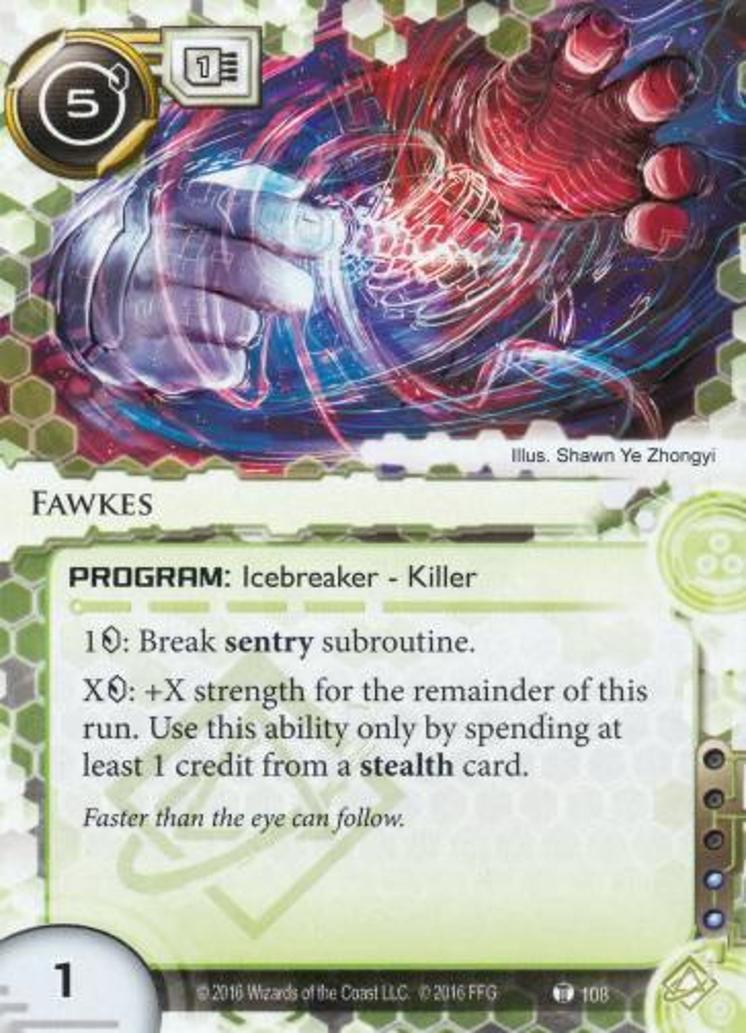 5
1
Illus. Shawn Ye Zhongyi
FAWKES
PROGRAM: Icebreaker - Killer
1: Break sentry subroutine.
X: +X strength for the remainder of this
run. Use this ability only by spending at
least 1 credit from a stealth card.
Faster than the eye can follow.
1
© 2016 Wizards of the Coast LLC. © 2016 FFG
108